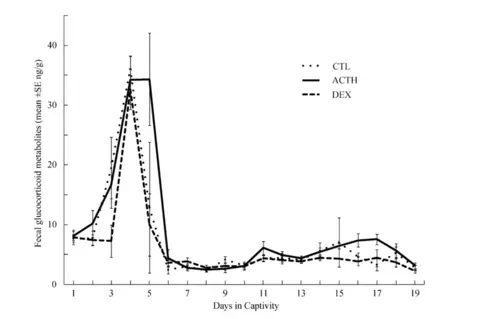 40
30
20
10
0
Fecal glucocorticoid metabolites (mean ±SE ng/g)
CTL
ACTH
DEX
1 3 5 7 9 11 13 15 17 19
Days in Captivity